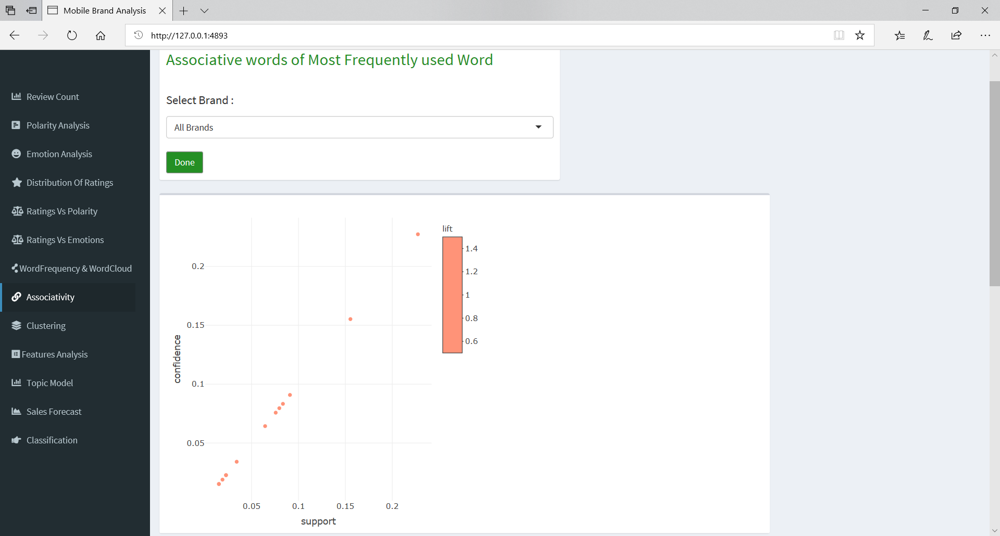 Mobile Brand Analysis
http://127.0.0.1:4893
Review Count
Polarity Analysis
Emotion Analysis
Distribution Of Ratings
Ratings Vs Polarity
Ratings Vs Emotions
WordFrequency & WordCloud
Associativity
Clustering
Features Analysis
Topic Model
Sales Forecast
Classification
Associative words of Most Frequently used Word
Select Brand :
All Brands
Done
confidence
0.2
0.15
0.1
0.05
0.05 0.1 0.15 0.2
support
lift
1.4
1.2
1
0.8
0.6